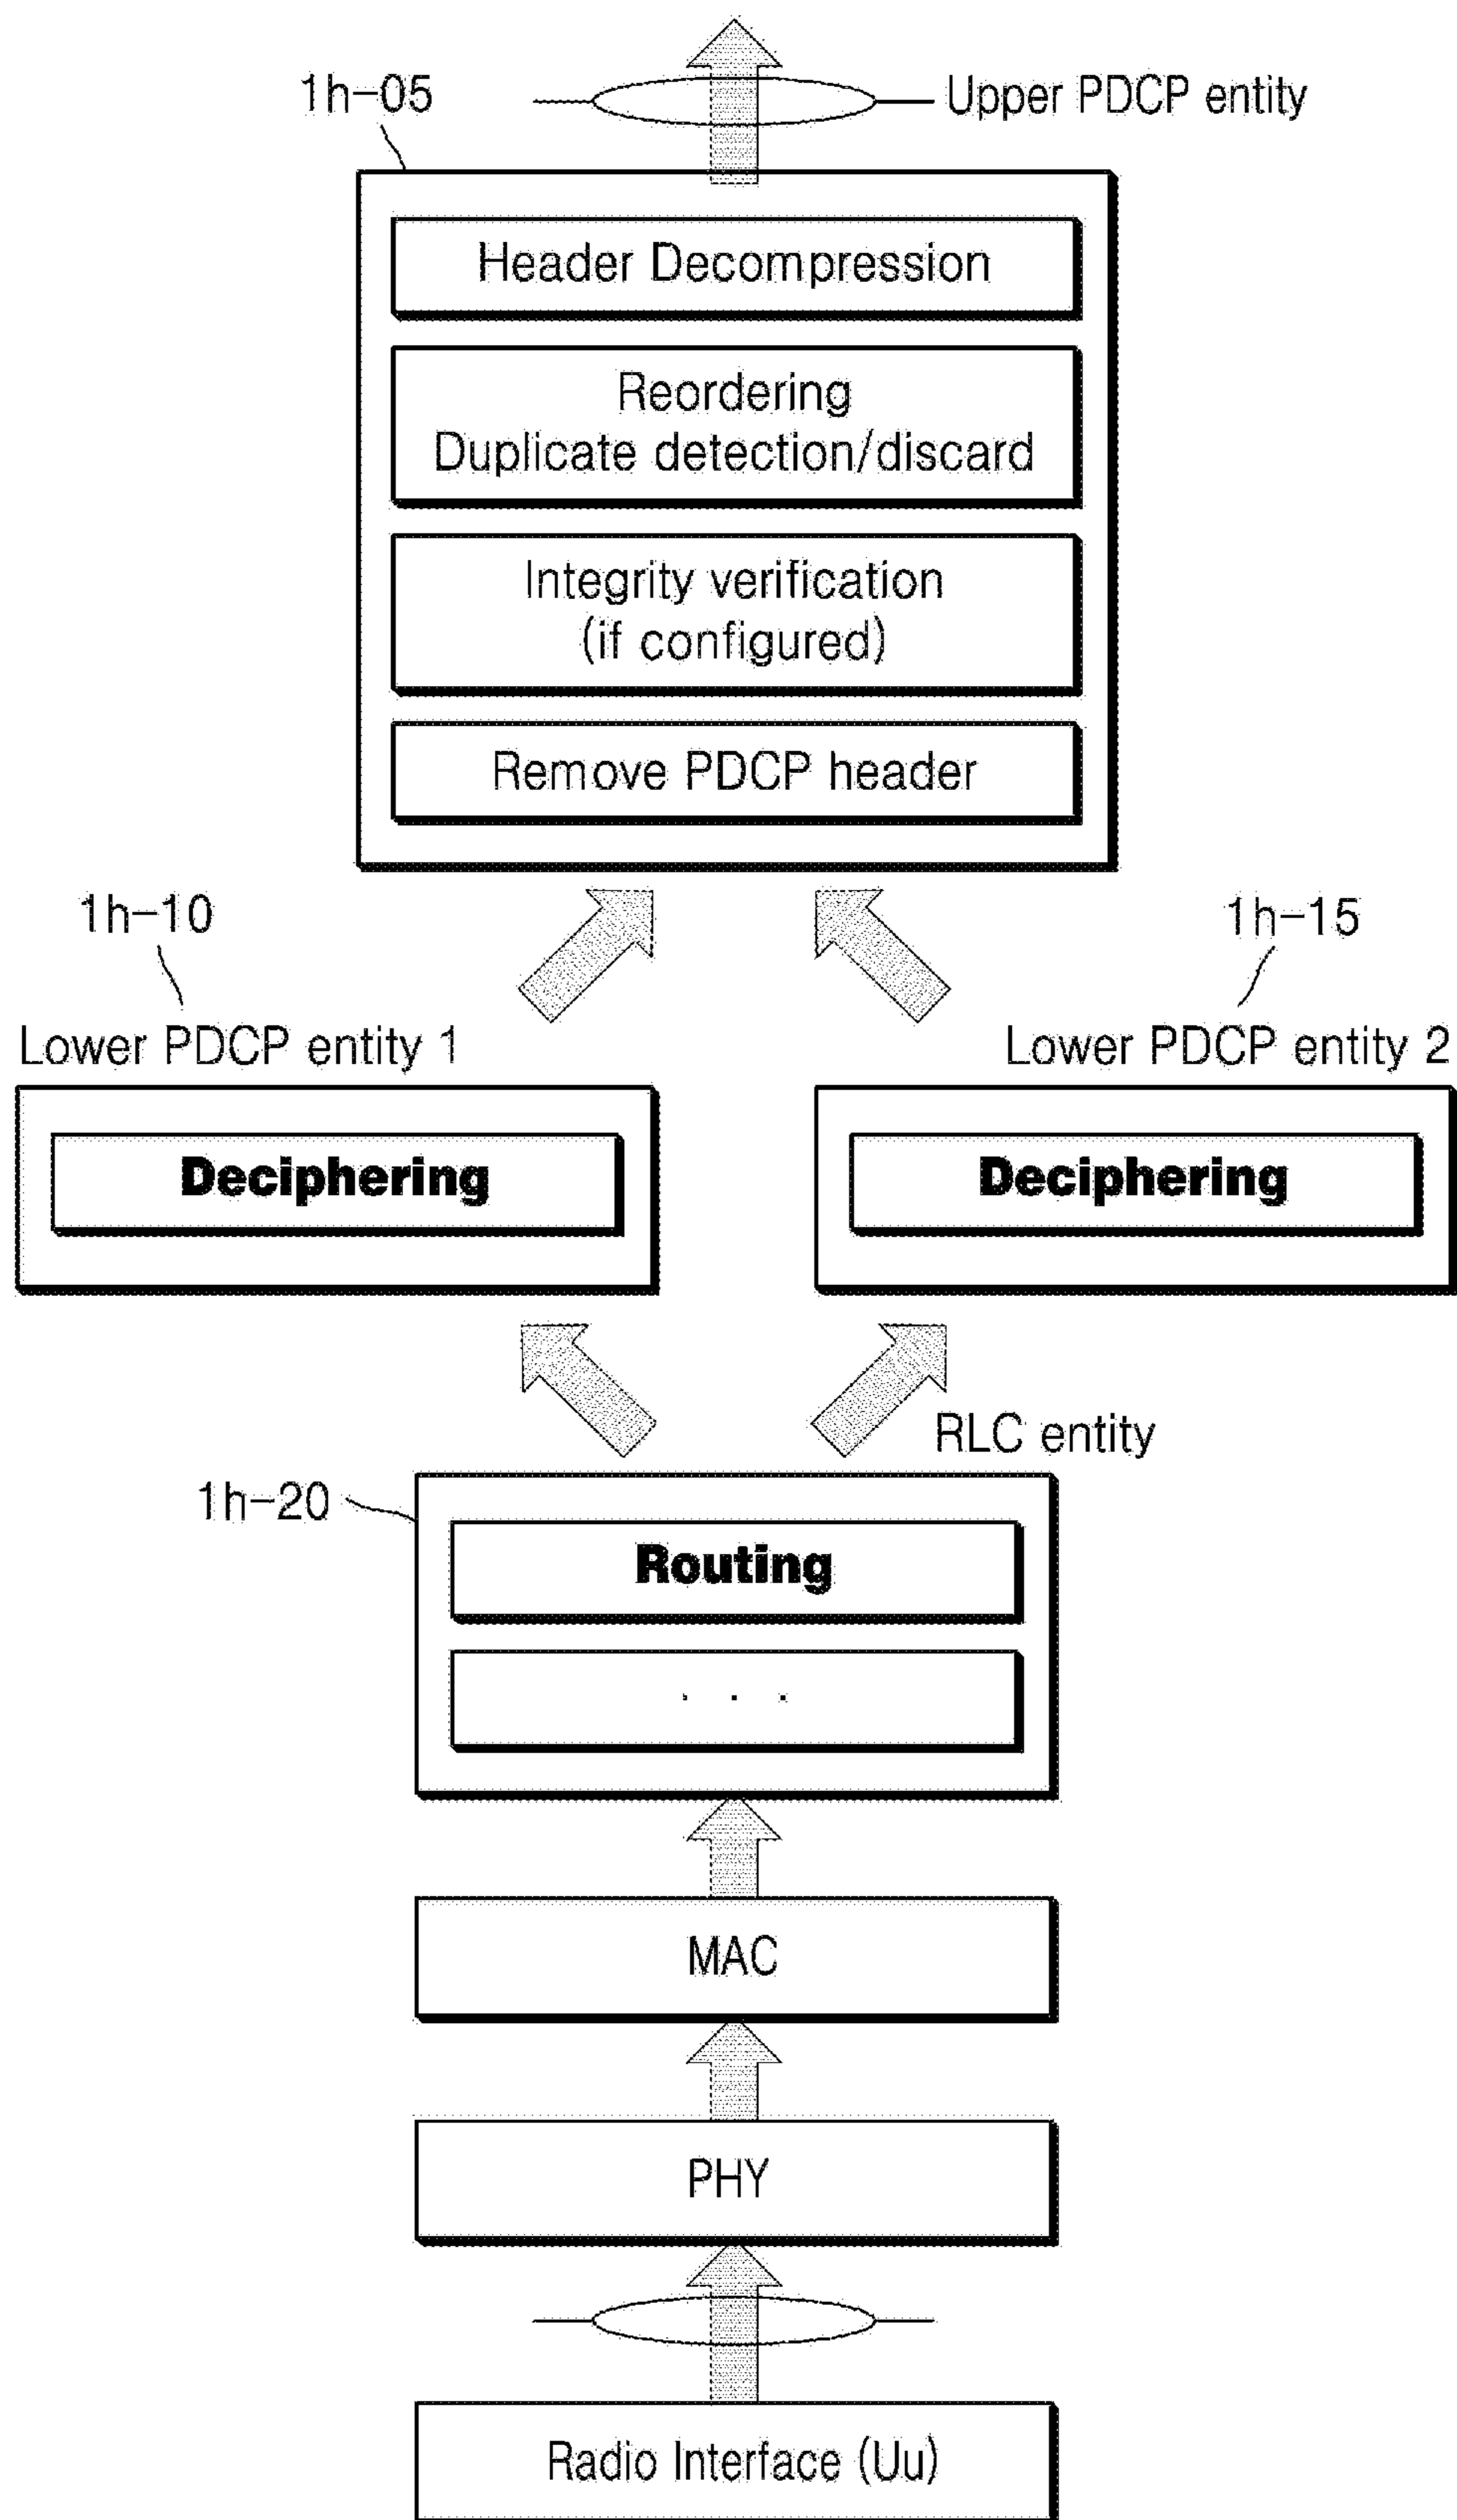 1h-05
Upper PDCP entity
Header Decompression
Reordering
Duplicate detection/discard
Integrity verification
(if configured)
Remove PDCP header
1h-10
1h-15
Lower PDCP entity 1
Lower PDCP entity 2
Deciphering
Deciphering
RLC entity
1h-20
Routing
. . .
MAC
PHY
Radio Interface (Uu)